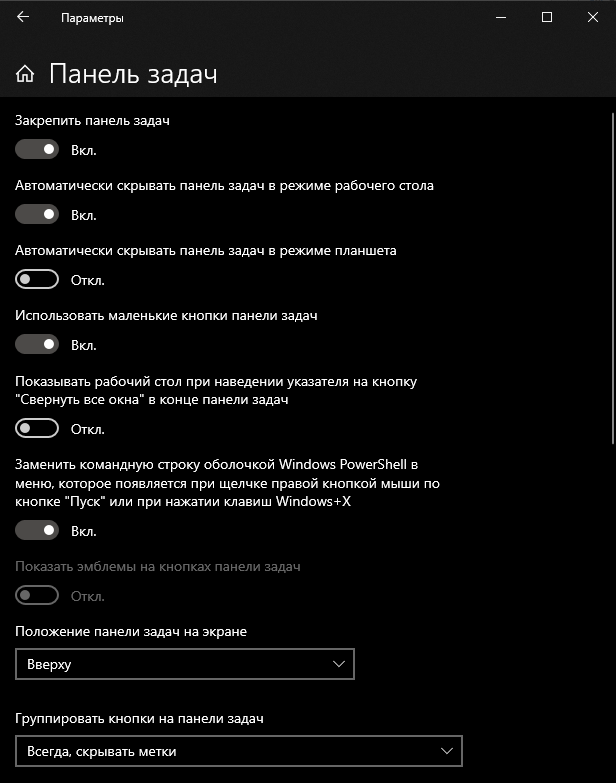 Параметры
Панель задач
Закрепить панель задач
Вкл.
Автоматически скрывать панель задач в режиме рабочего стола
Вкл.
Автоматически скрывать панель задач в режиме планшета
Откл.
Использовать маленькие кнопки панели задач
Вкл.
Показывать рабочий стол при наведении указателя на кнопку
"Свернуть все окна" в конце панели задач
Откл.
Заменить командную строку оболочкой Windows PowerShell в
меню, которое появляется при щелчке правой кнопкой мыши по
кнопке "Пуск" или при нажатии клавиш Windows+X
Вкл.
Показать эмблемы на кнопках панели задач
Откл.
Положение панели задач на экране
Вверху
Группировать кнопки на панели задач
Всегда, скрывать метки